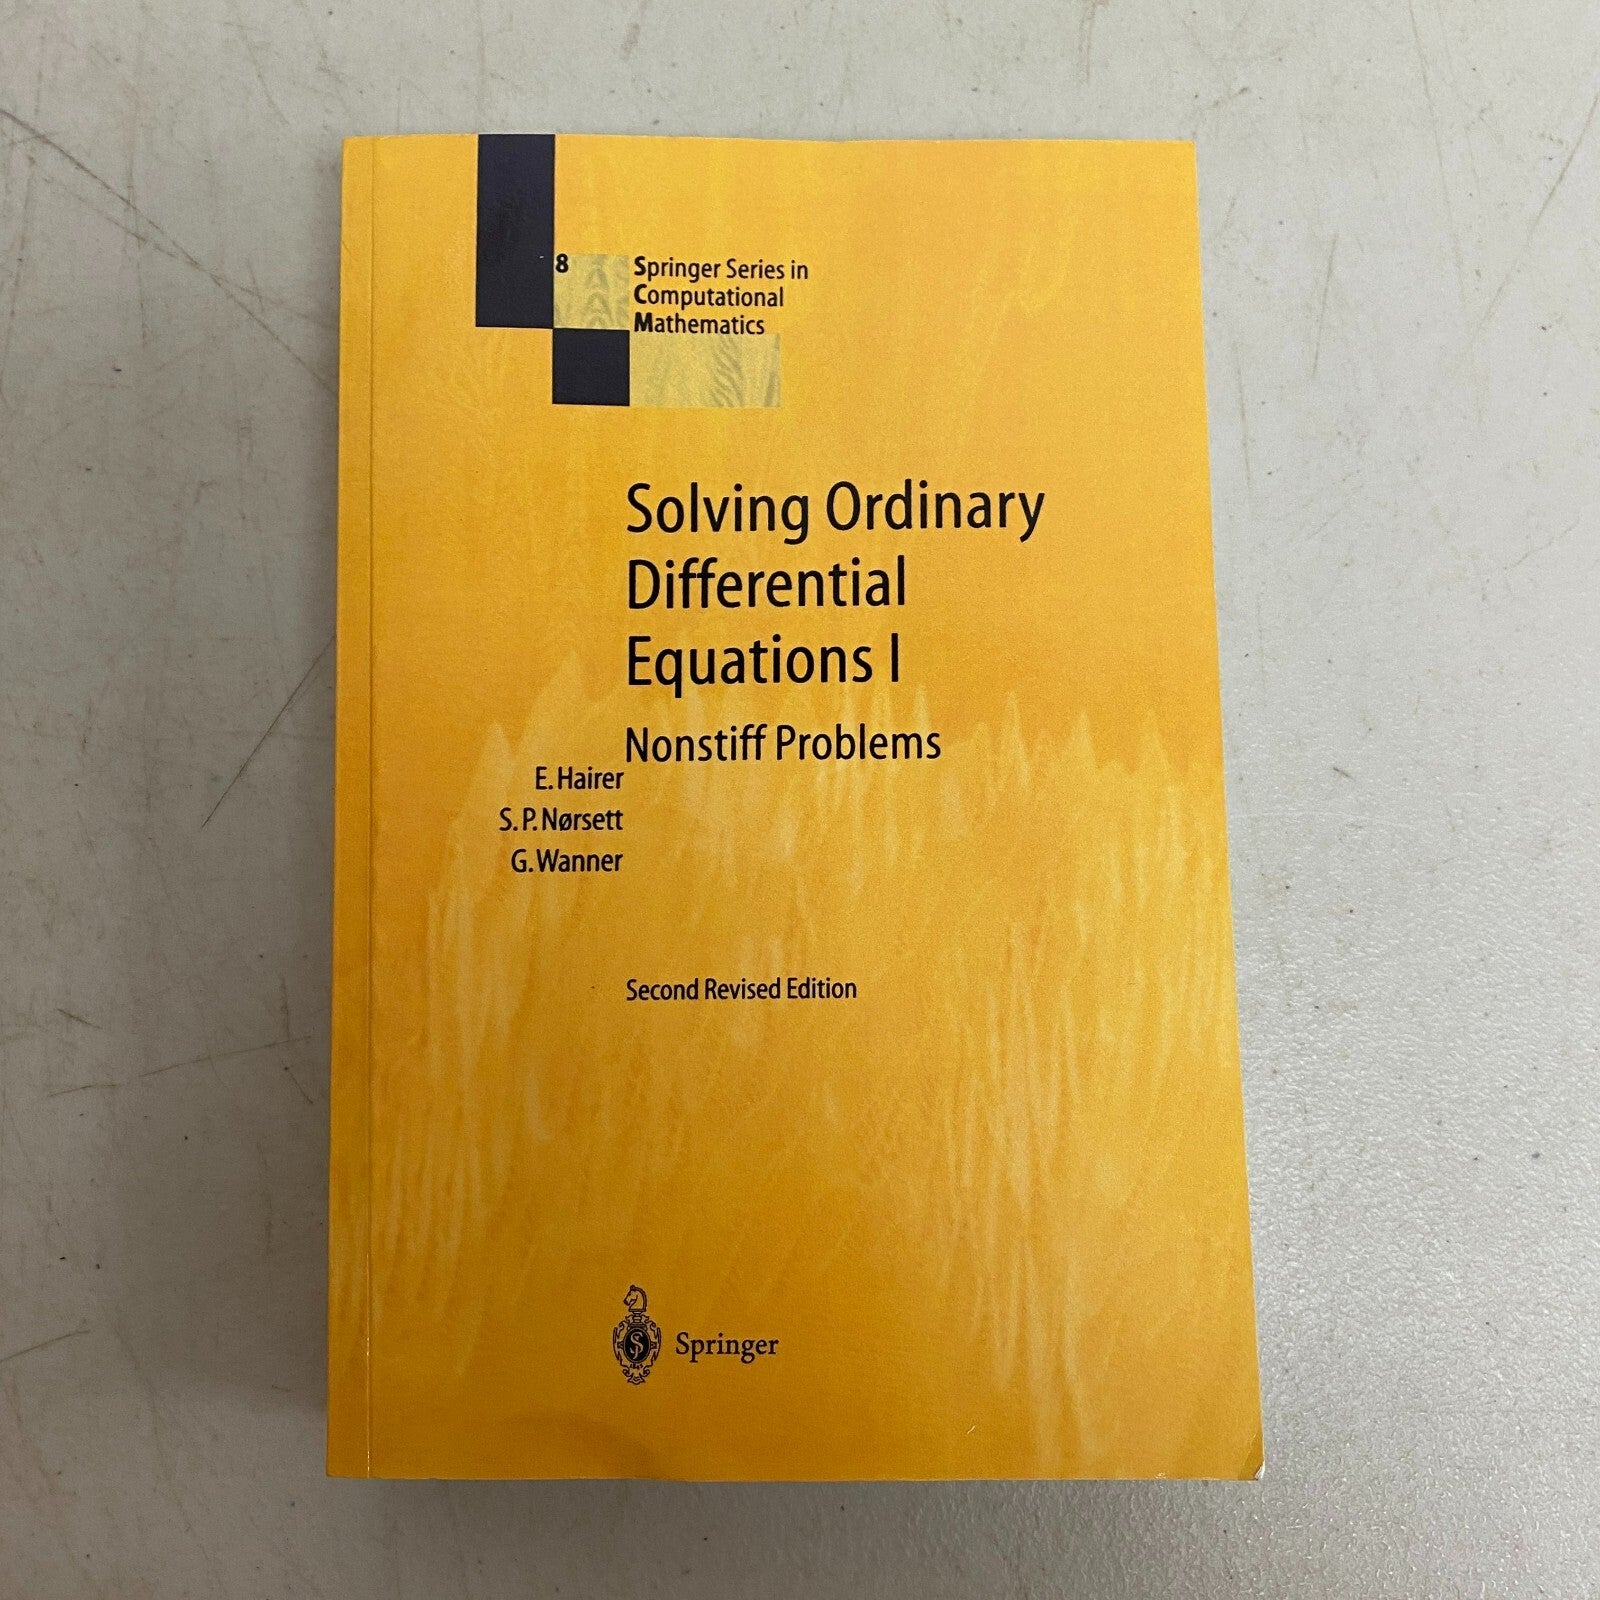 8
Springer Series in
Computational
Mathematics
Solving Ordinary
Differential
Equations I
Nonstiff Problems
E. Hairer
S. P. Nørsett
G. Wanner
Second Revised Edition
Springer